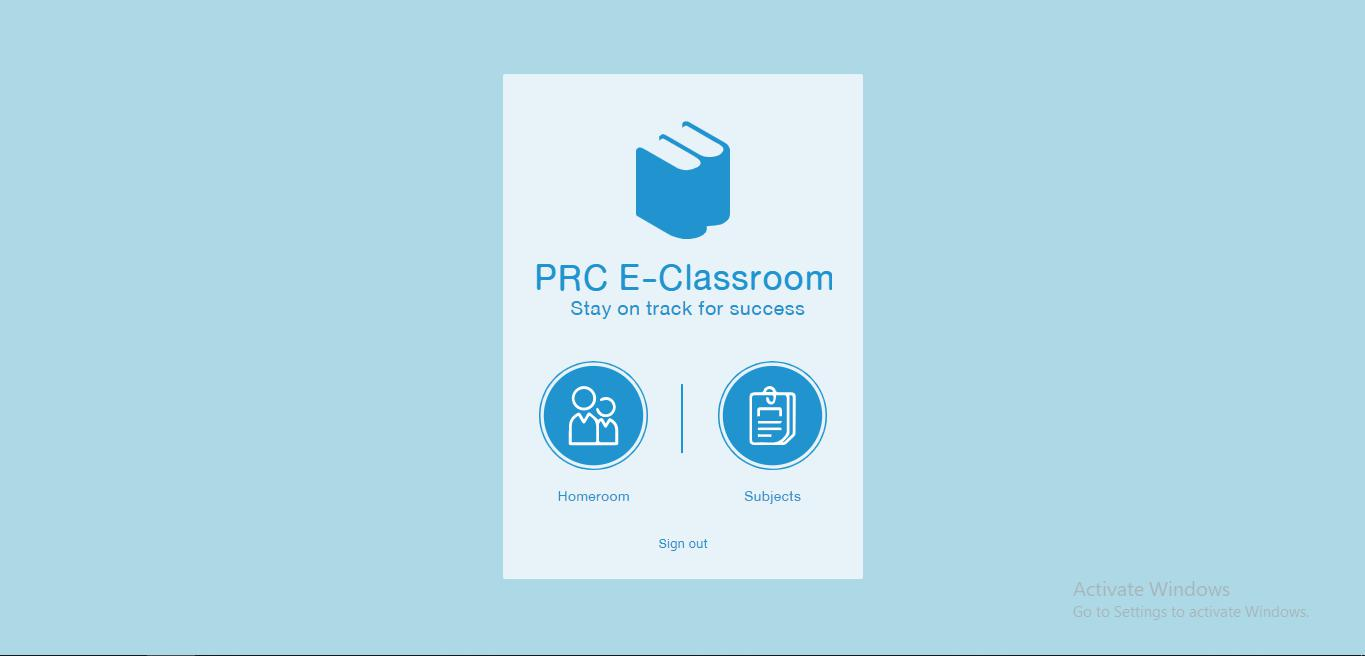 PRC E-Classroom
Stay on track for success
Homeroom
Subjects
Sign out
Activate Windows
Go to Settings to activate Windows.